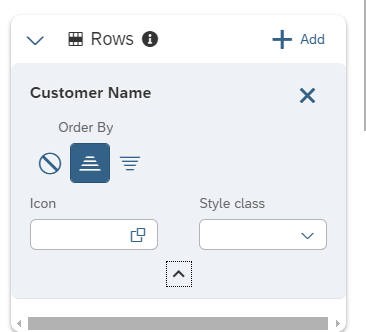 Rows
Add
Customer Name
Order By
Icon
Style class